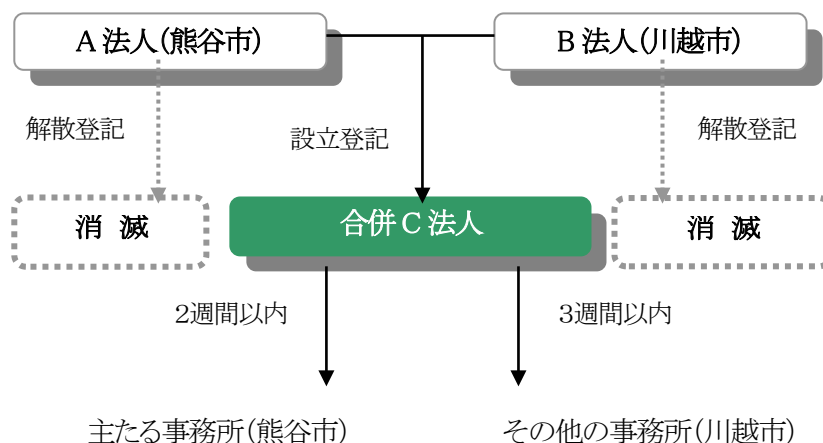 A 法人(熊谷市)
B 法人(川越市)
解散登記
設立登記
解散登記
消 滅
合併 C 法人
消 滅
2週間以内
3週間以内
主たる事務所(熊谷市)
その他の事務所(川越市)